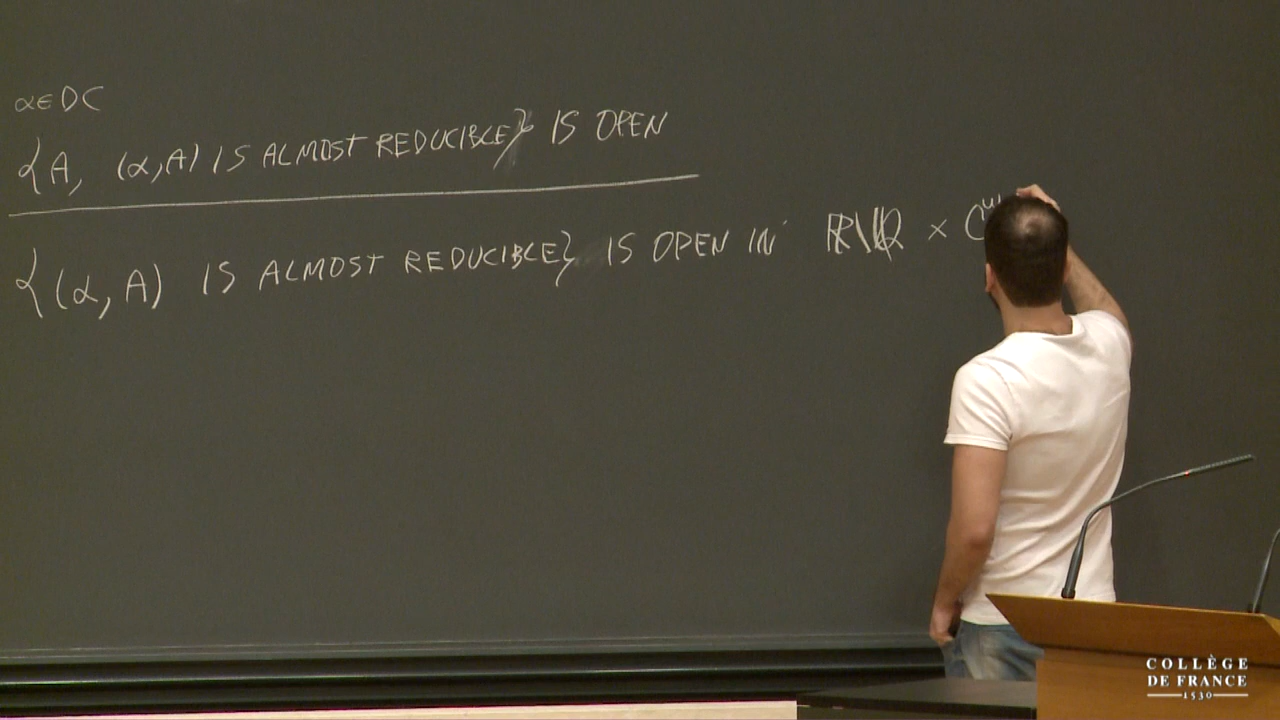 α∈DC
{A, (α,A) IS ALMOST REDUCIBLE} IS OPEN
{(α,A) IS ALMOST REDUCIBLE} IS OPEN IN ℝ\ℚ × C^ω
COLLÈGE
DE FRANCE
1530